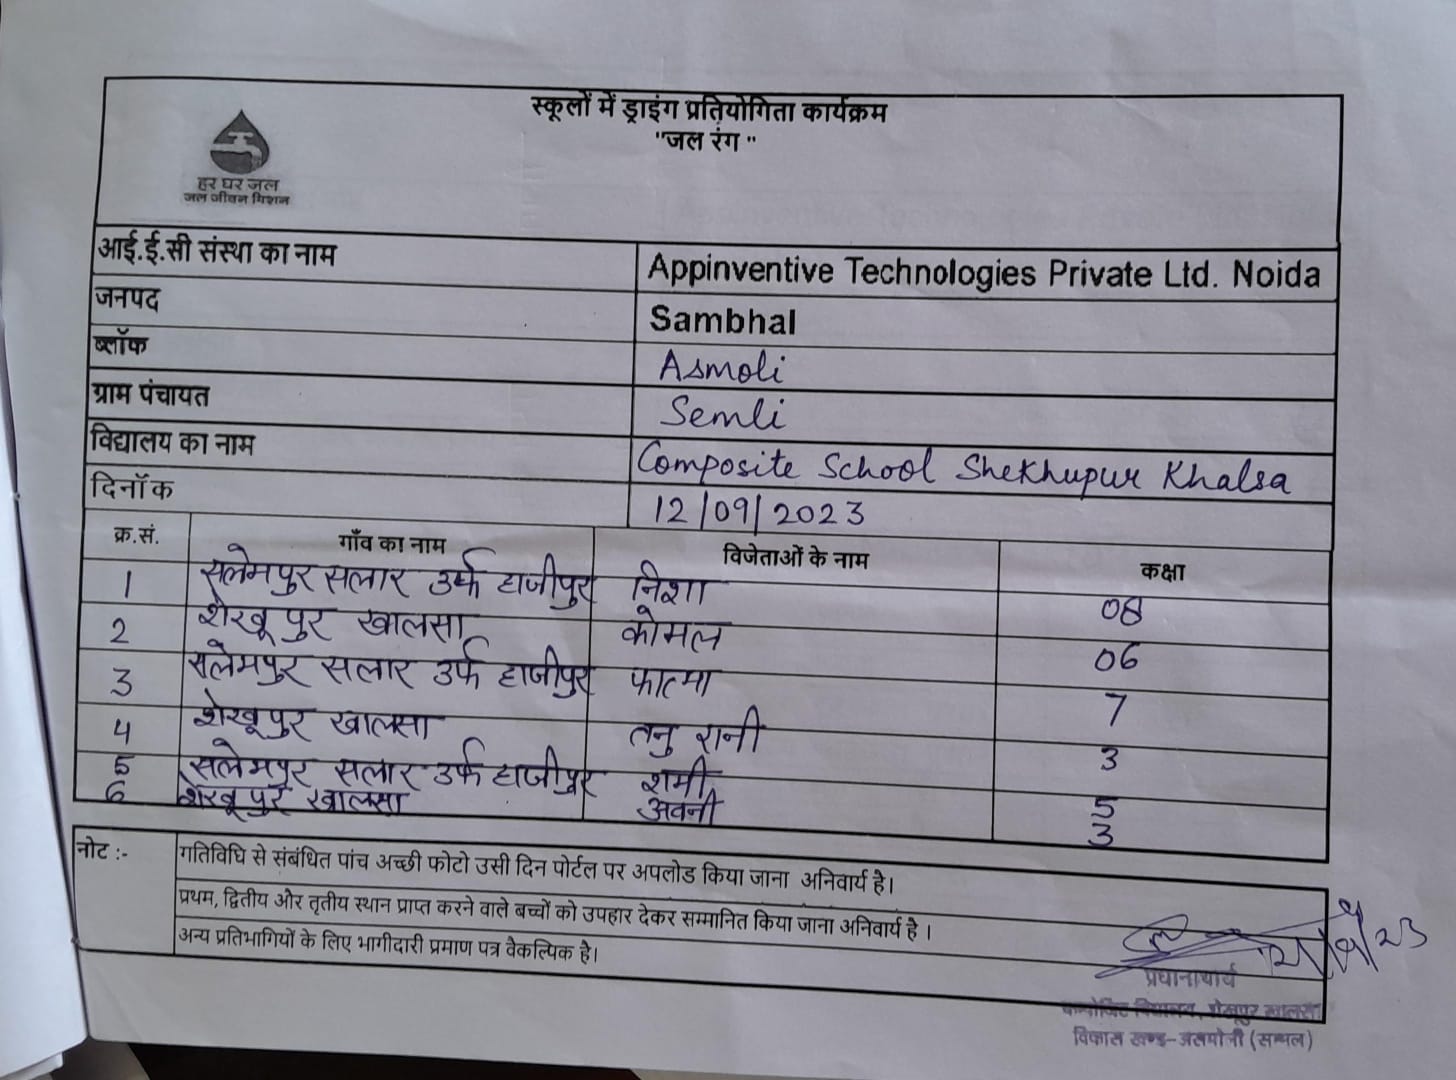 स्कूलों में ड्राइंग प्रतियोगिता कार्यक्रम
"जल रंग "
हर घर जल
जल जीवन मिशन
आई.ई.सी संस्था का नाम Appinventive Technologies Private Ltd. Noida
जनपद Sambhal
ब्लॉक Asmoli
ग्राम पंचायत Semli
विद्यालय का नाम Composite School Shekhupur Khalsa
दिनॉक 12/09/2023
क्र.सं. गाँव का नाम विजेताओं के नाम कक्षा
1 सलेमपुर सलार उर्फ हाजीपुर निशा 08
2 शेखूपुर खालसा कोमल 06
3 सलेमपुर सलार उर्फ हाजीपुर फात्मा 7
4 शेखूपुर खालसा तनु रानी 3
5 सलेमपुर सलार उर्फ हाजीपुर शमी 5
6 शेखूपुर खालसा अवनी 3
नोट :- गतिविधि से संबंधित पांच अच्छी फोटो उसी दिन पोर्टल पर अपलोड किया जाना अनिवार्य है।
प्रथम, द्वितीय और तृतीय स्थान प्राप्त करने वाले बच्चों को उपहार देकर सम्मानित किया जाना अनिवार्य है ।
अन्य प्रतिभागियों के लिए भागीदारी प्रमाण पत्र वैकल्पिक है।
प्रधानाचार्य
कम्पोजिट विद्यालय, शेखूपुर खालसा
विकास खण्ड-असमोली (सम्भल)